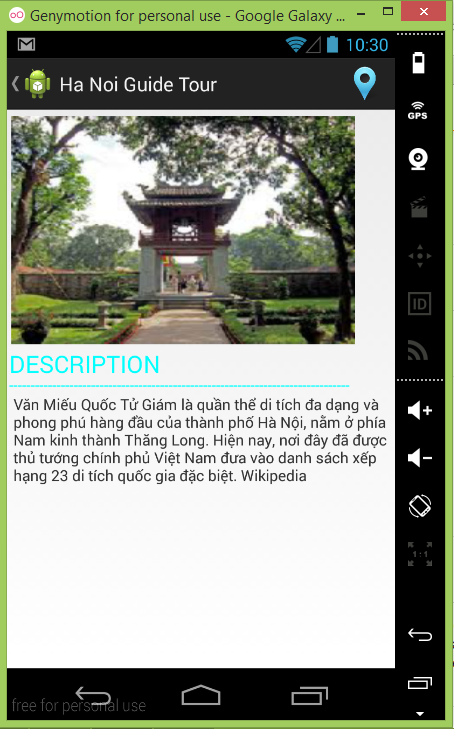 Genymotion for personal use - Google Galaxy ...
10:30
Ha Noi Guide Tour
GPS
ID
DESCRIPTION
Văn Miếu Quốc Tử Giám là quần thể di tích đa dạng và
phong phú hàng đầu của thành phố Hà Nội, nằm ở phía
Nam kinh thành Thăng Long. Hiện nay, nơi đây đã được
thủ tướng chính phủ Việt Nam đưa vào danh sách xếp
hạng 23 di tích quốc gia đặc biệt. Wikipedia
1:1
free for personal use